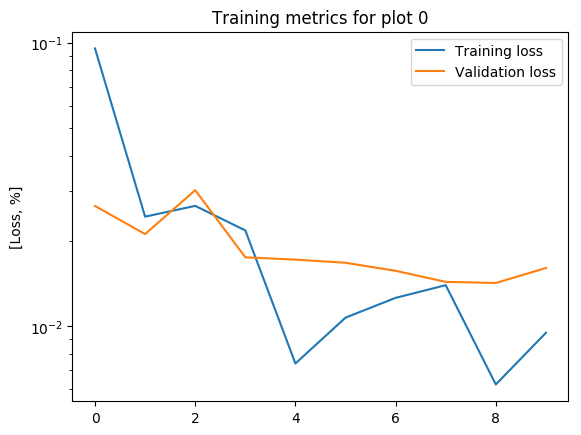 Training metrics for plot 0
Training loss
Validation loss
[Loss, %]
10⁻¹
10⁻²
0 2 4 6 8